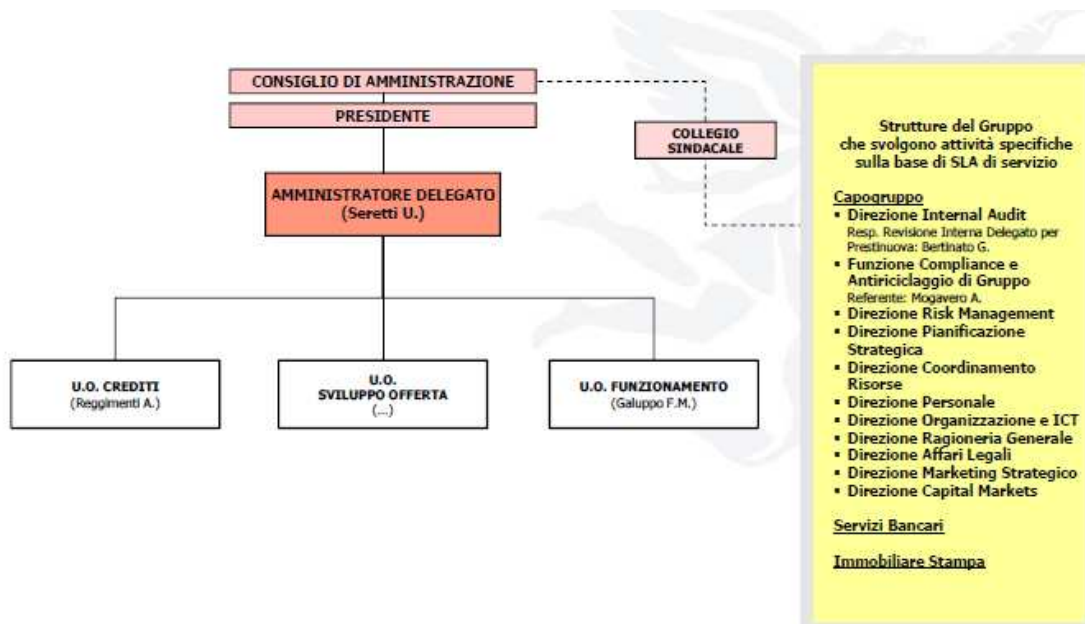 CONSIGLIO DI AMMINISTRAZIONE
PRESIDENTE
COLLEGIO
SINDACALE
AMMINISTRATORE DELEGATO
(Seretti U.)
U.O. CREDITI
(Reggimenti A.)
U.O.
SVILUPPO OFFERTA
(...)
U.O. FUNZIONAMENTO
(Galuppo F.M.)
Strutture del Gruppo
che svolgono attività specifiche
sulla base di SLA di servizio
Capogruppo
▪ Direzione Internal Audit
Resp. Revisione Interna Delegato per
Prestinuova: Bertinato G.
▪ Funzione Compliance e
Antiriciclaggio di Gruppo
Referente: Mogavero A.
▪ Direzione Risk Management
▪ Direzione Pianificazione
Strategica
▪ Direzione Coordinamento
Risorse
▪ Direzione Personale
▪ Direzione Organizzazione e ICT
▪ Direzione Ragioneria Generale
▪ Direzione Affari Legali
▪ Direzione Marketing Strategico
▪ Direzione Capital Markets
Servizi Bancari
Immobiliare Stampa